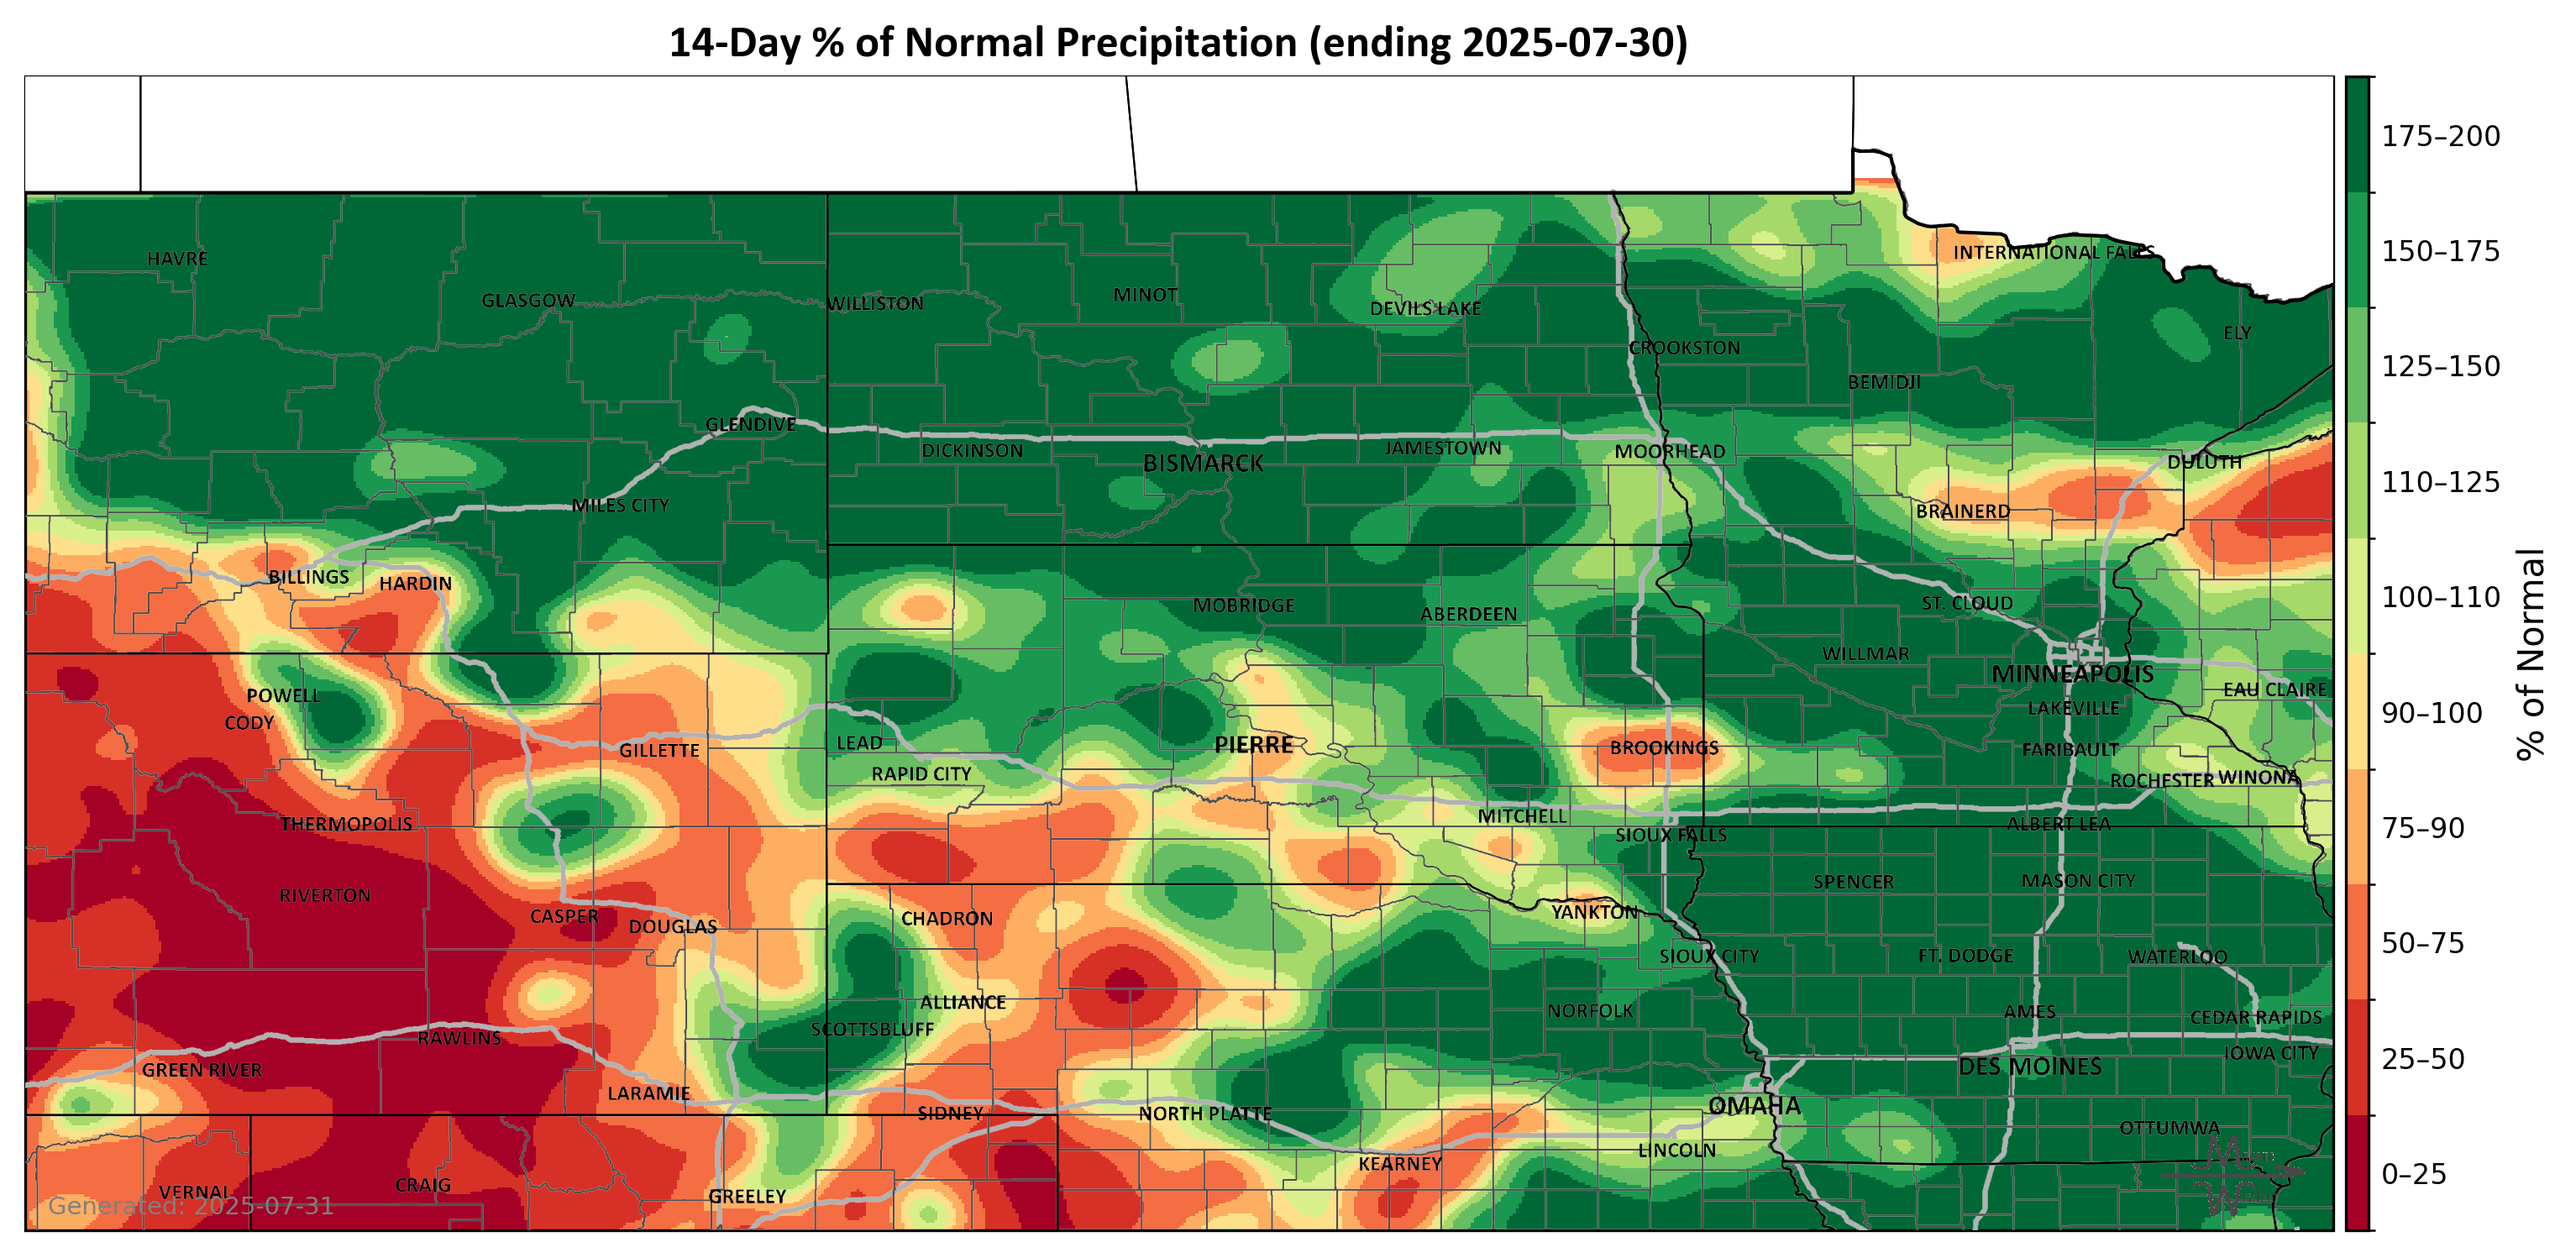 14-Day % of Normal Precipitation (ending 2025-07-30)
HAVRE
GLASGOW
WILLISTON
MINOT
DEVILS LAKE
INTERNATIONAL FALLS
ELY
CROOKSTON
BEMIDJI
GLENDIVE
DICKINSON
BISMARCK
JAMESTOWN
MOORHEAD
DULUTH
MILES CITY
BRAINERD
BILLINGS
HARDIN
MOBRIDGE
ABERDEEN
ST. CLOUD
WILLMAR
MINNEAPOLIS
POWELL
CODY
EAU CLAIRE
LAKEVILLE
GILLETTE
LEAD
PIERRE
BROOKINGS
FARIBAULT
RAPID CITY
ROCHESTER
WINONA
THERMOPOLIS
MITCHELL
SIOUX FALLS
ALBERT LEA
RIVERTON
SPENCER
MASON CITY
CASPER
DOUGLAS
CHADRON
YANKTON
SIOUX CITY
FT. DODGE
WATERLOO
ALLIANCE
NORFOLK
AMES
CEDAR RAPIDS
SCOTTSBLUFF
RAWLINS
GREEN RIVER
DES MOINES
IOWA CITY
LARAMIE
SIDNEY
NORTH PLATTE
OMAHA
OTTUMWA
LINCOLN
KEARNEY
VERNAL
CRAIG
GREELEY
Generated: 2025-07-31
175–200
150–175
125–150
110–125
100–110
90–100
75–90
50–75
25–50
0–25
% of Normal